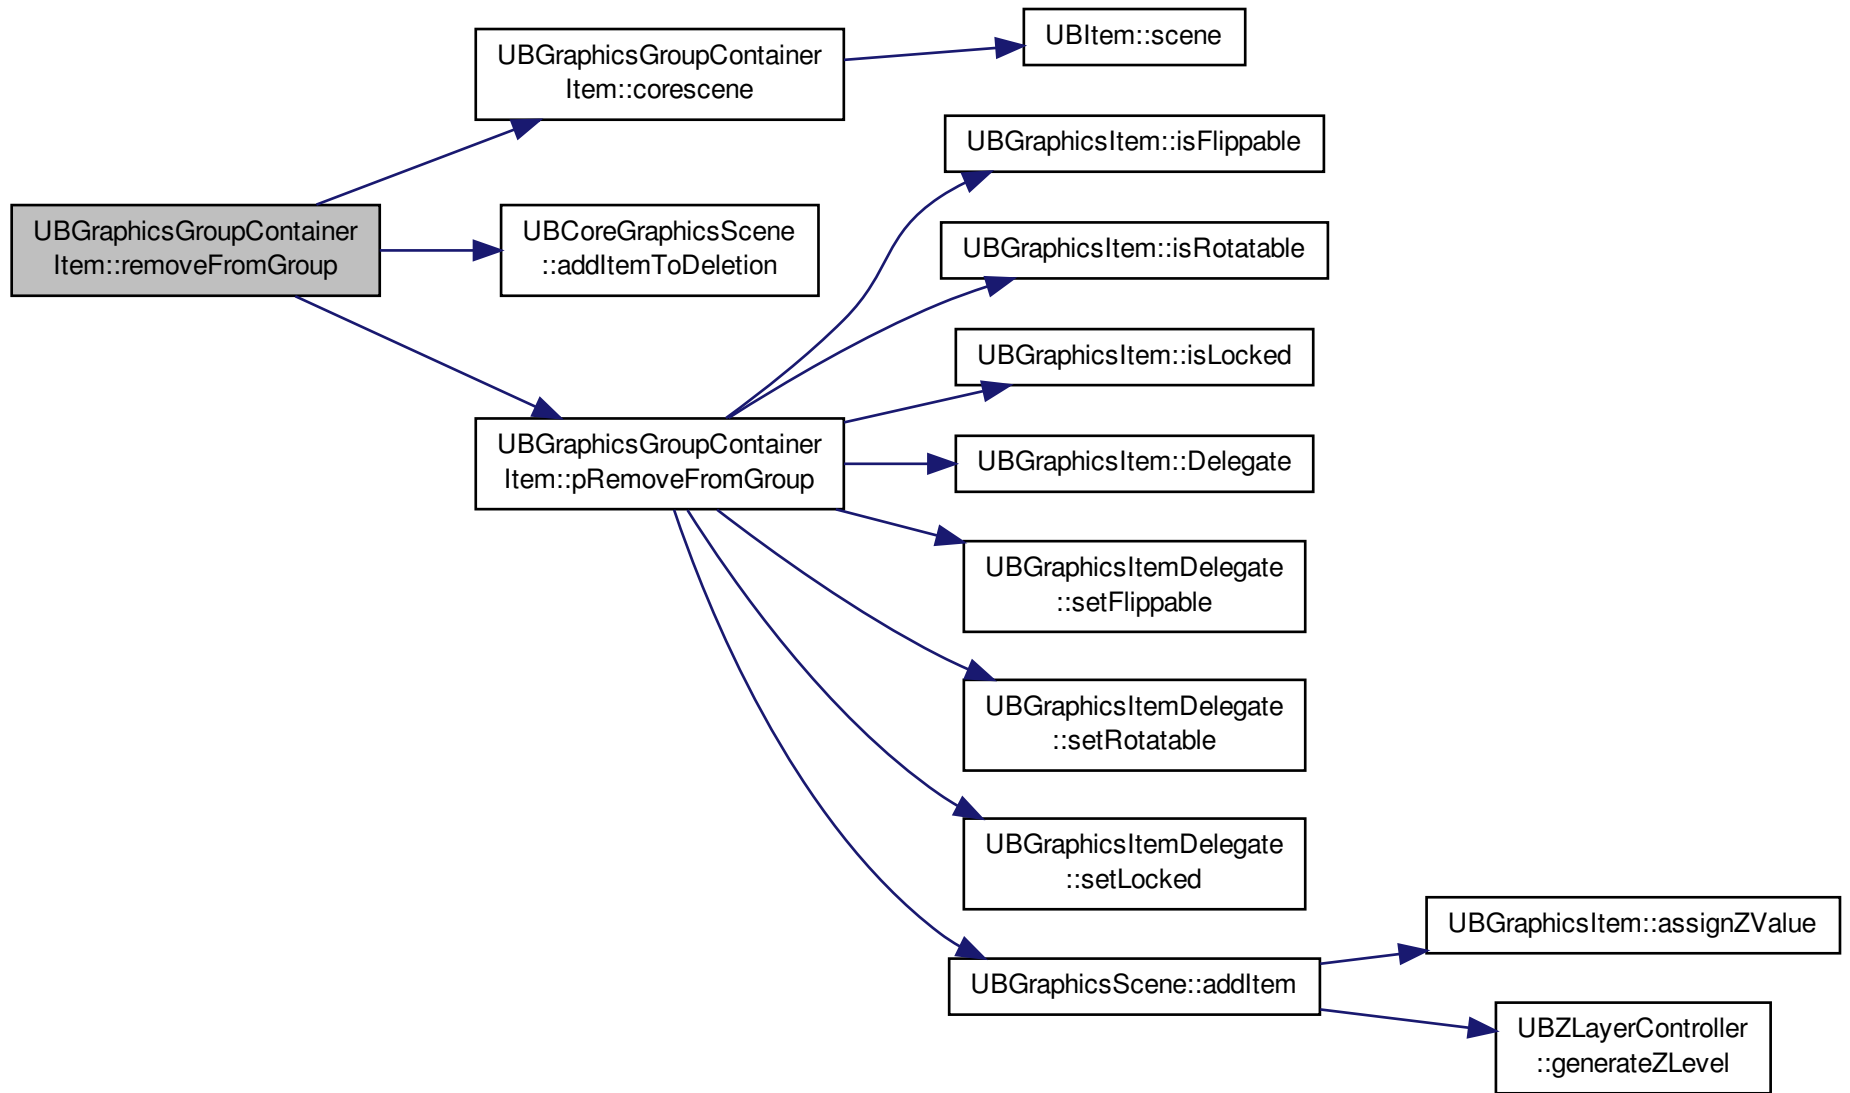 UBGraphicsGroupContainer
Item::removeFromGroup
UBGraphicsGroupContainer
Item::corescene
UBItem::scene
UBCoreGraphicsScene
::addItemToDeletion
UBGraphicsGroupContainer
Item::pRemoveFromGroup
UBGraphicsItem::isFlippable
UBGraphicsItem::isRotatable
UBGraphicsItem::isLocked
UBGraphicsItem::Delegate
UBGraphicsItemDelegate
::setFlippable
UBGraphicsItemDelegate
::setRotatable
UBGraphicsItemDelegate
::setLocked
UBGraphicsScene::addItem
UBGraphicsItem::assignZValue
UBZLayerController
::generateZLevel